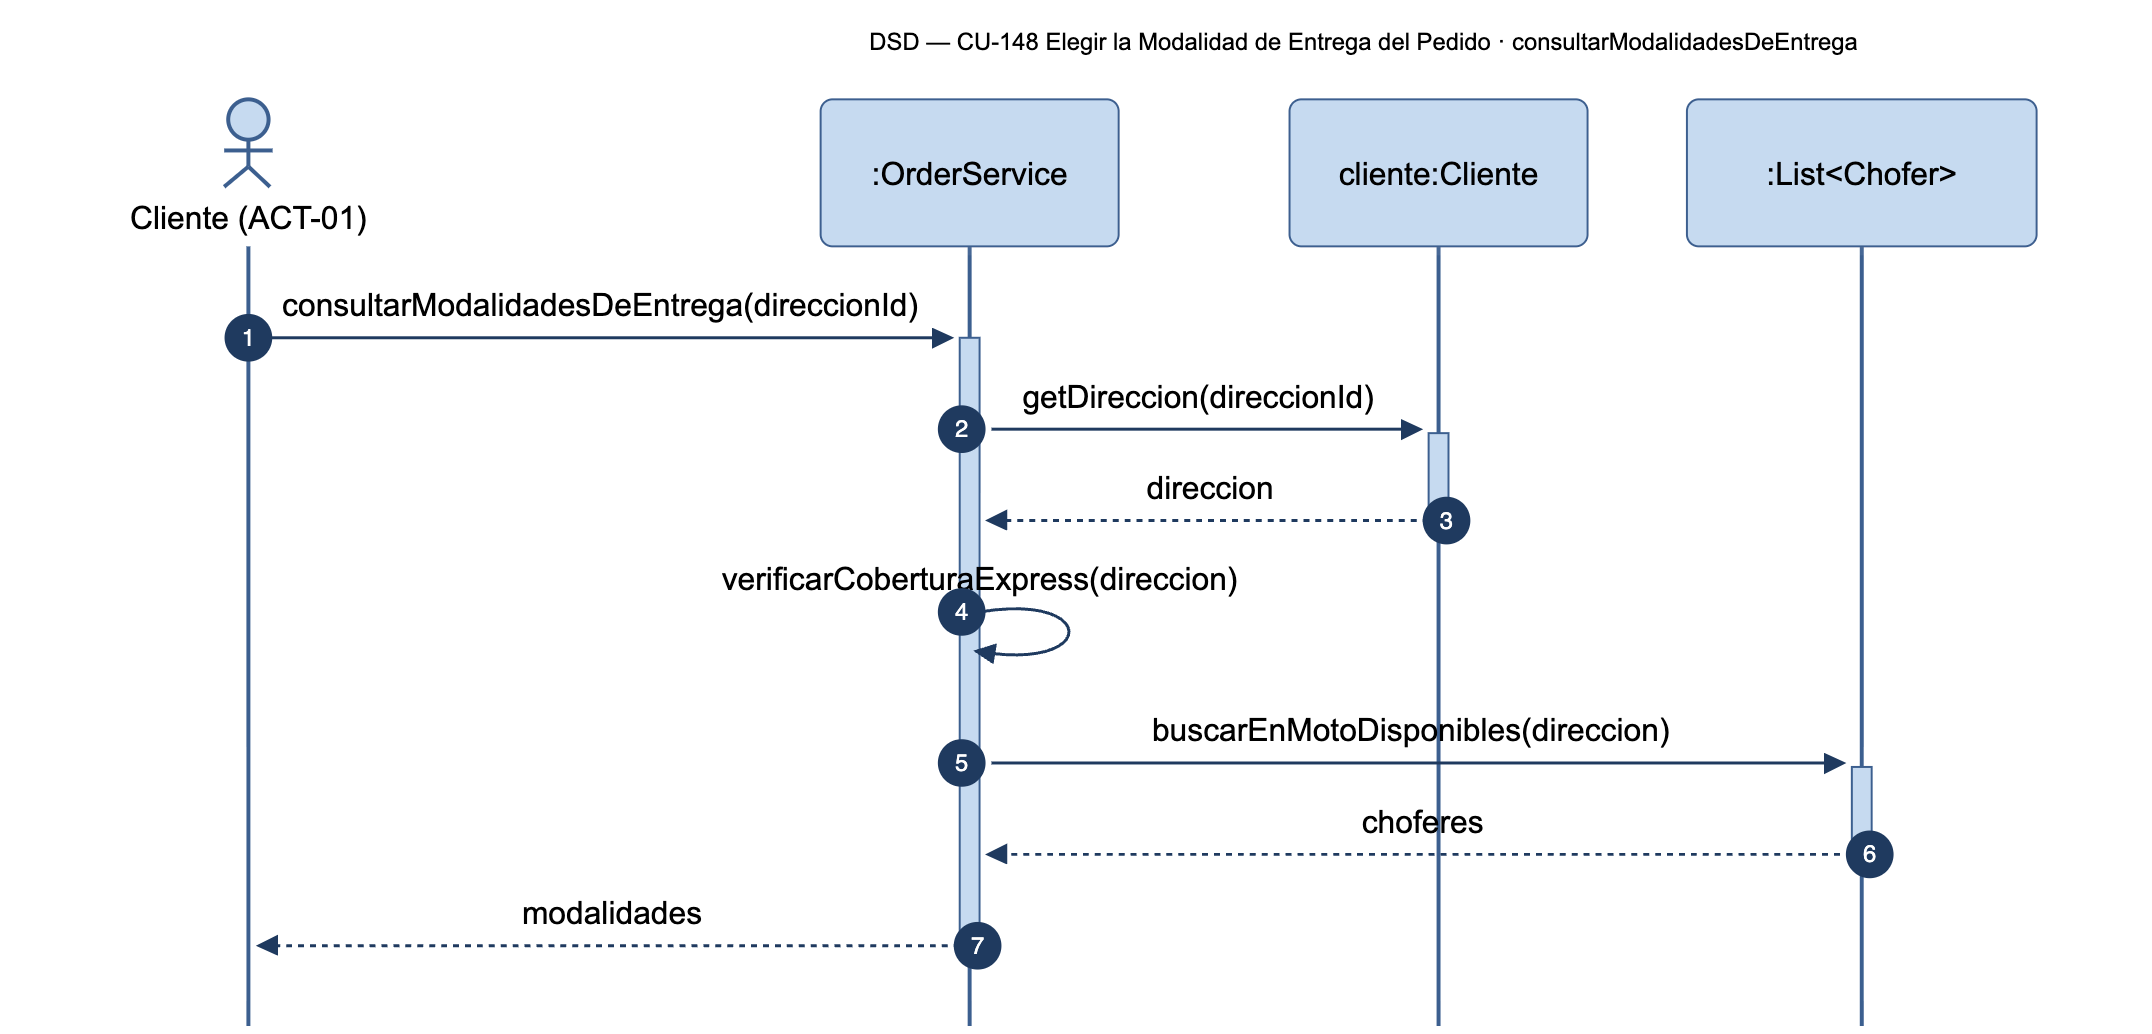 DSD — CU-148 Elegir la Modalidad de Entrega del Pedido · consultarModalidadesDeEntrega
Cliente (ACT-01)
:OrderService
cliente:Cliente
:List<Chofer>
consultarModalidadesDeEntrega(direccionId)
1
getDireccion(direccionId)
2
direccion
3
verificarCoberturaExpress(direccion)
4
buscarEnMotoDisponibles(direccion)
5
choferes
6
modalidades
7